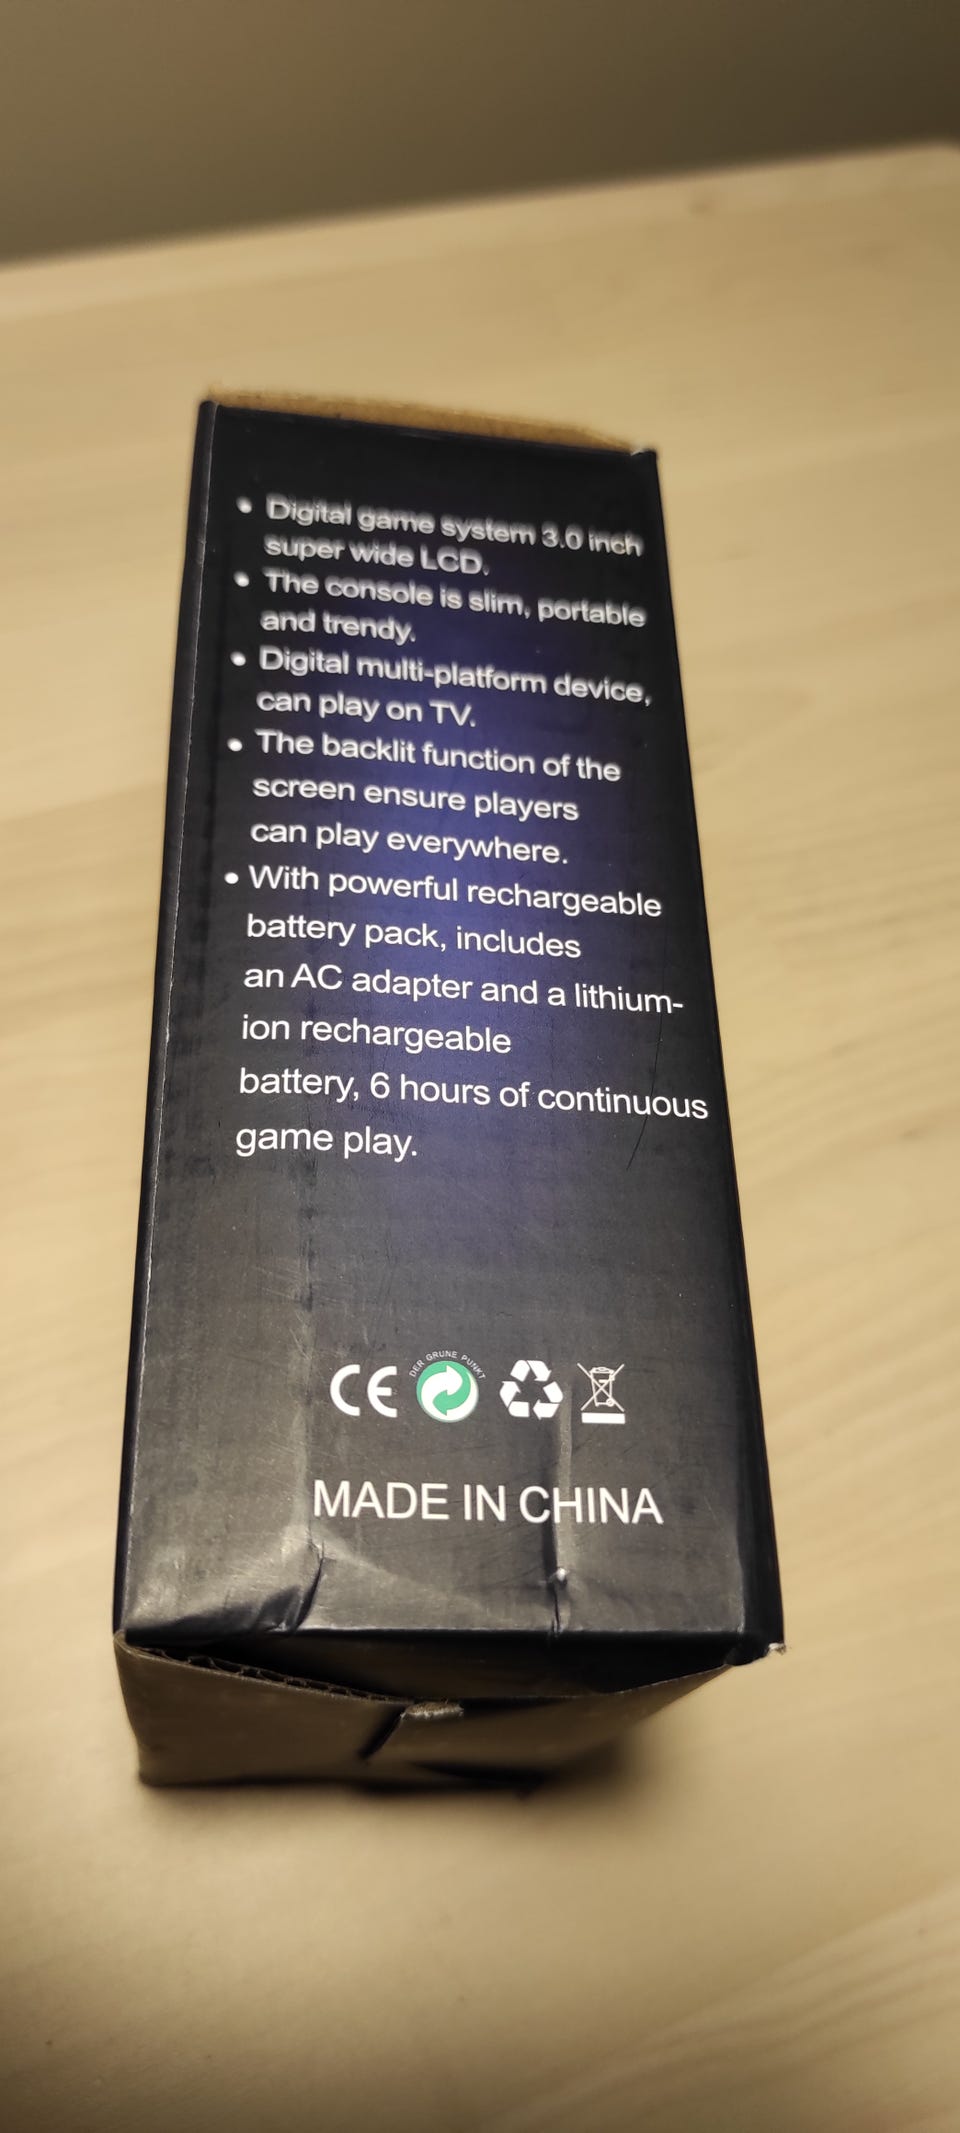 • Digital game system 3.0 inch
super wide LCD.
• The console is slim, portable
and trendy.
• Digital multi-platform device,
can play on TV.
• The backlit function of the
screen ensure players
can play everywhere.
• With powerful rechargeable
battery pack, includes
an AC adapter and a lithium-
ion rechargeable
battery, 6 hours of continuous
game play.
CE DER GRUNE PUNKT
MADE IN CHINA